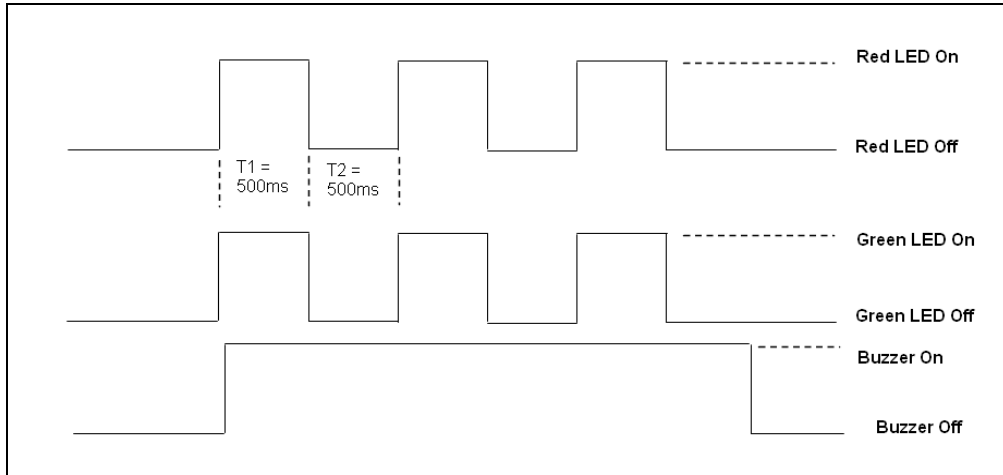 Red LED On
Red LED Off
T1 =
500ms
T2 =
500ms
Green LED On
Green LED Off
Buzzer On
Buzzer Off